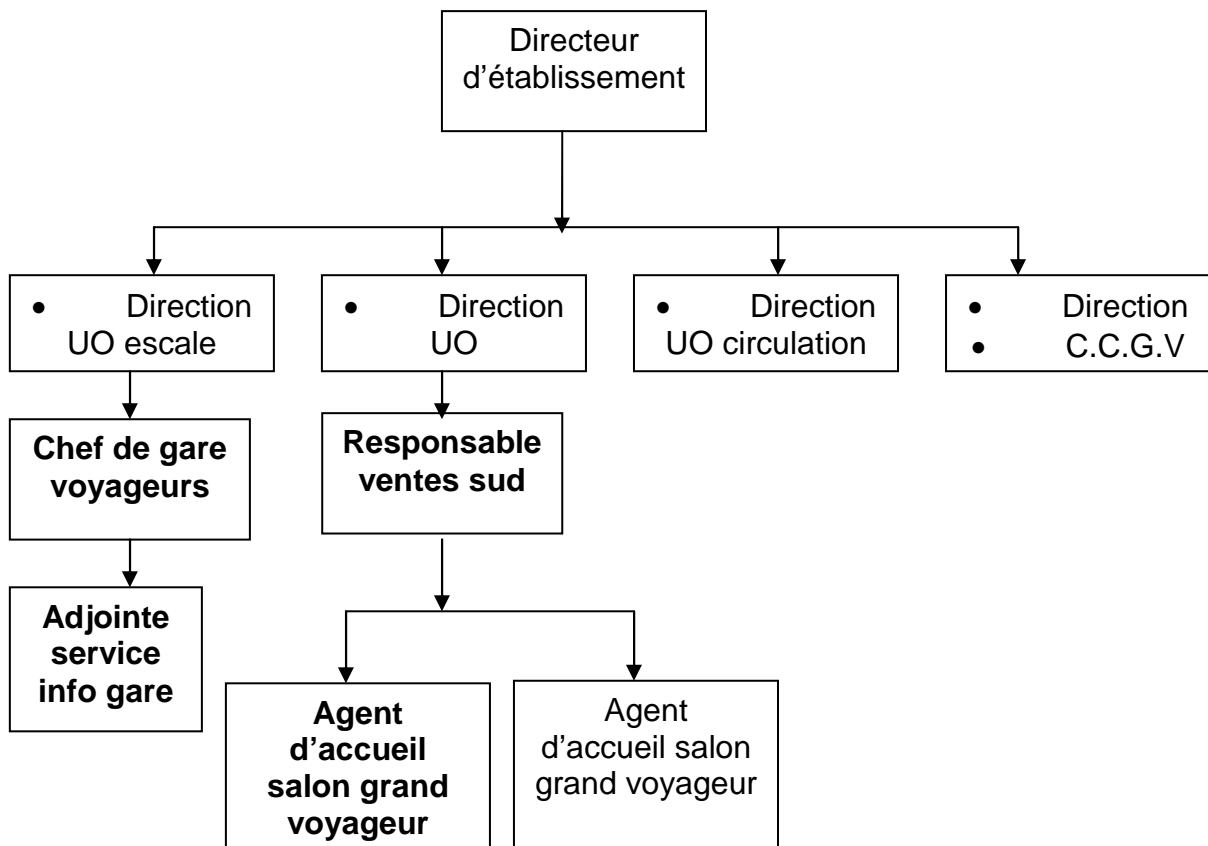 Directeur
d’établissement
• Direction
UO escale
• Direction
UO
• Direction
UO circulation
• Direction
• C.C.G.V
Chef de gare
voyageurs
Responsable
ventes sud
Adjointe
service
info gare
Agent
d’accueil
salon grand
voyageur
Agent
d’accueil salon
grand voyageur